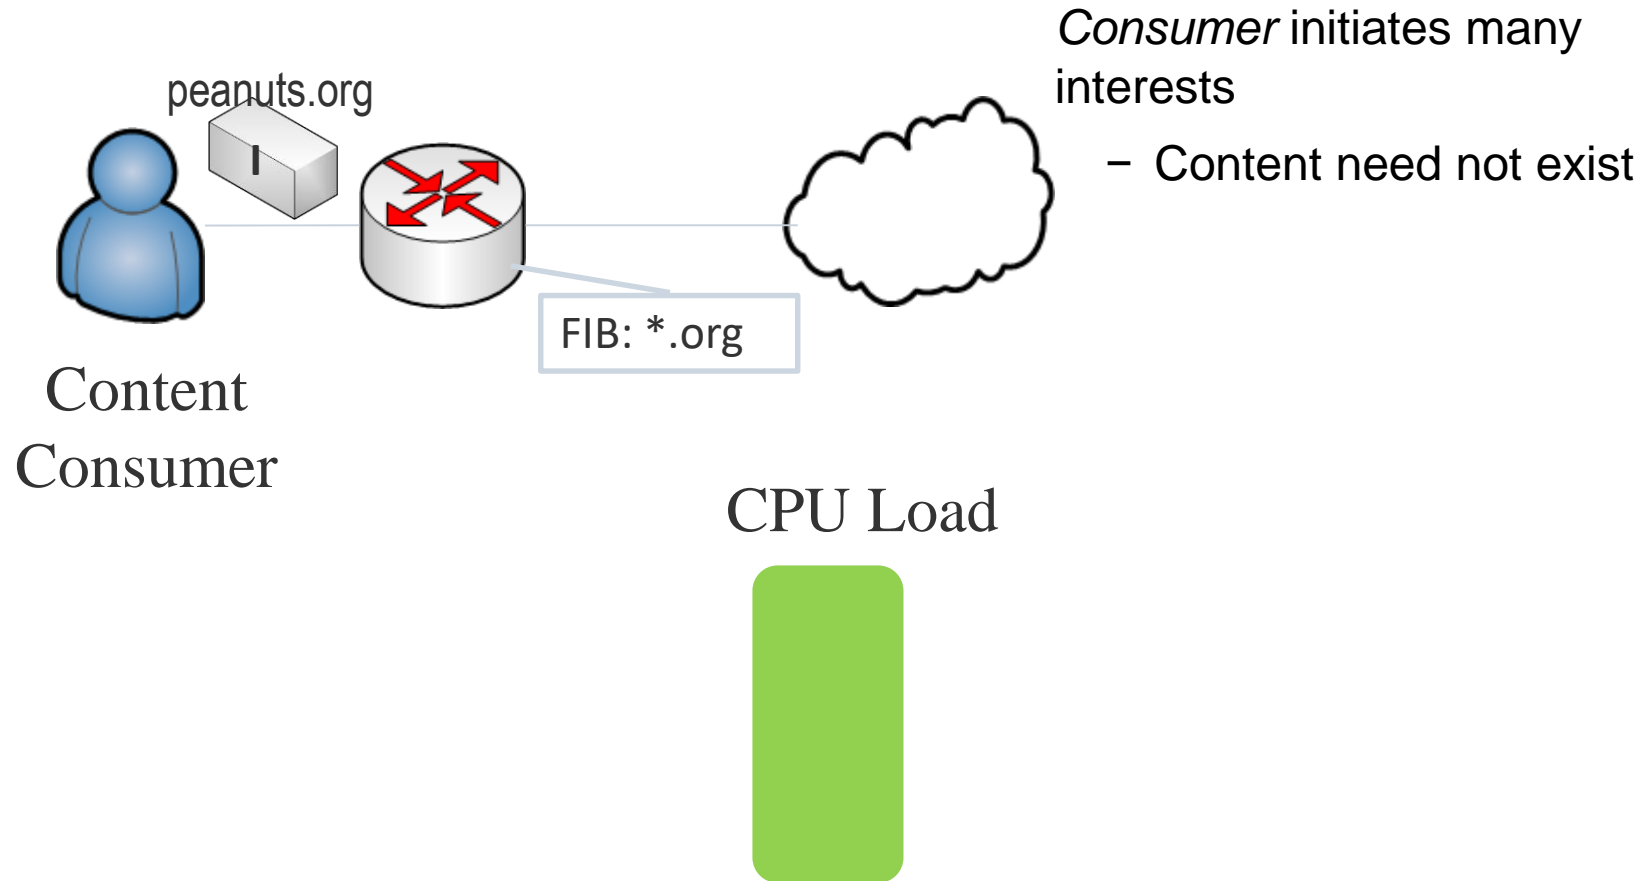 Consumer initiates many
interests
− Content need not exist
peanuts.org
I
FIB: *.org
Content
Consumer
CPU Load